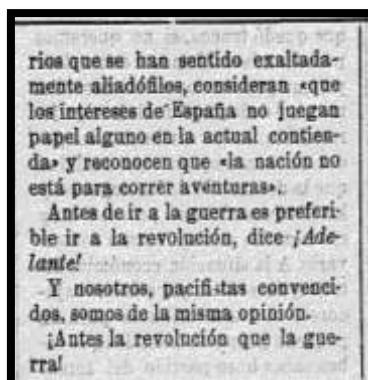 rios que se han sentido exaltada-
mente aliadófilos, consideran «que
los intereses de España no juegan
papel alguno en la actual contien-
da» y reconocen que «la nación no
está para correr aventuras».
Antes de ir a la guerra es preferi-
ble ir a la revolución, dice ¡Ade-
lante!
Y nosotros, pacifistas convenci-
dos, somos de la misma opinión.
¡Antes la revolución que la gue-
rra!